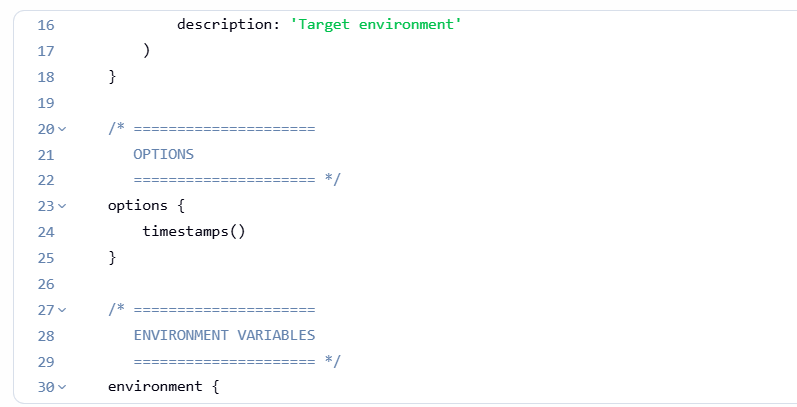 16 description: 'Target environment'
17 )
18 }
19
20 /* =====================
21 OPTIONS
22 ===================== */
23 options {
24 timestamps()
25 }
26
27 /* =====================
28 ENVIRONMENT VARIABLES
29 ===================== */
30 environment {